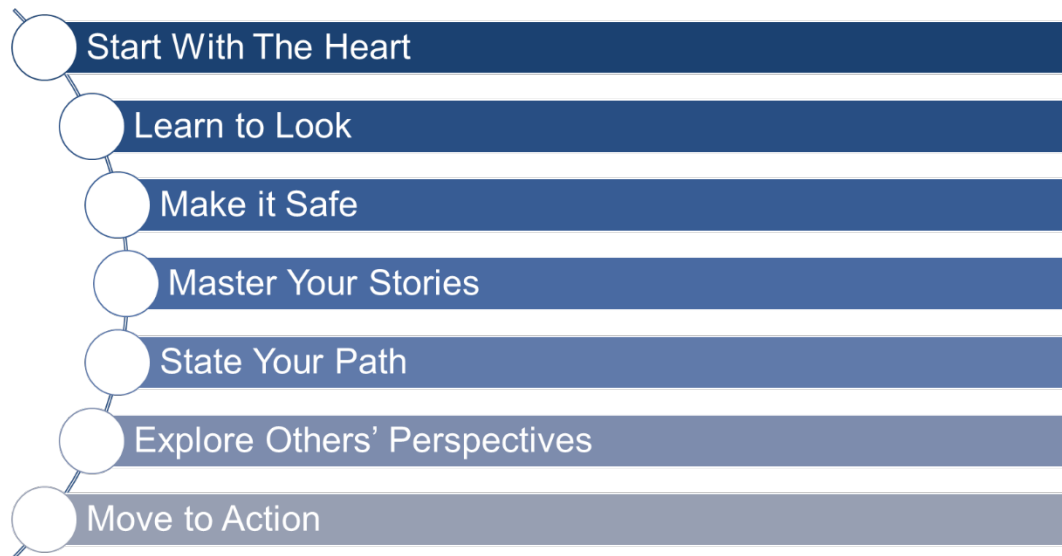 Start With The Heart
Learn to Look
Make it Safe
Master Your Stories
State Your Path
Explore Others’ Perspectives
Move to Action